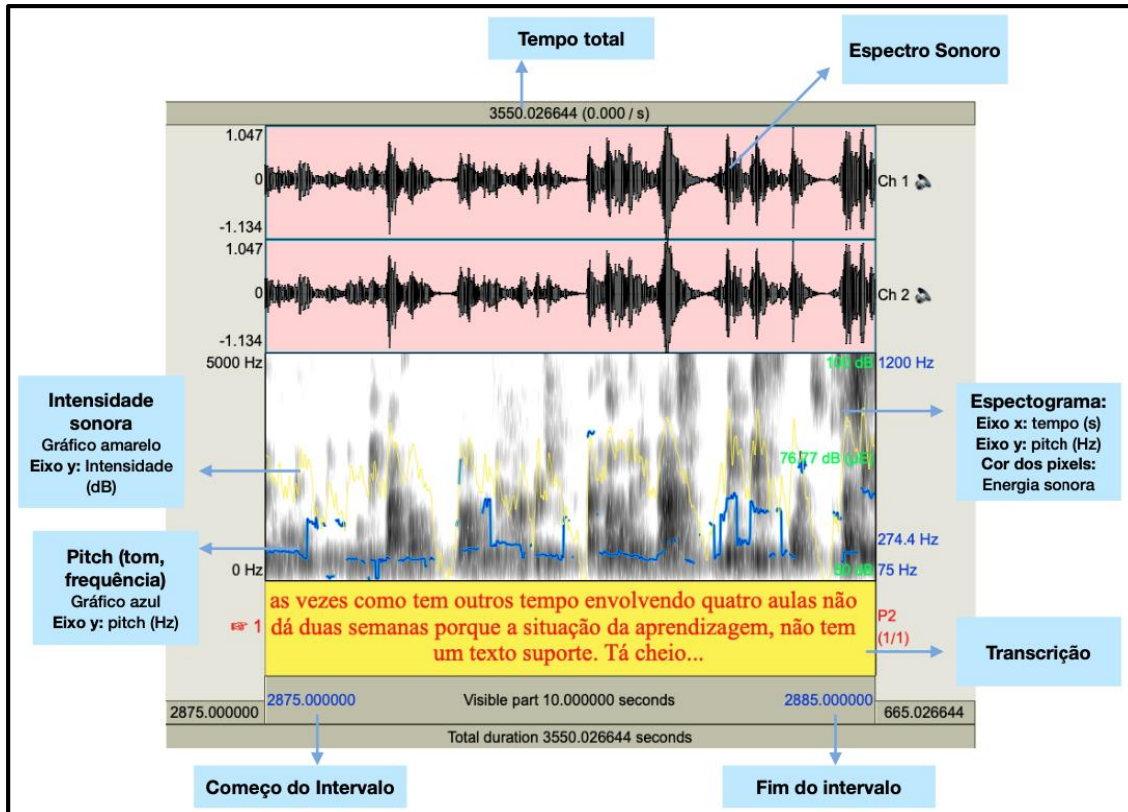 Tempo total
Espectro Sonoro
3550.026644 (0.000 / s)
1.047
0
-1.134
Ch 1
1.047
0
-1.134
Ch 2
5000 Hz
100 dB
1200 Hz
Intensidade
sonora
Gráfico amarelo
Eixo y: Intensidade
(dB)
76.77 dB (µE)
Espectograma:
Eixo x: tempo (s)
Eixo y: pitch (Hz)
Cor dos pixels:
Energia sonora
Pitch (tom,
frequência)
Gráfico azul
Eixo y: pitch (Hz)
274.4 Hz
0 Hz
75 Hz
☞ 1
as vezes como tem outros tempo envolvendo quatro aulas não
dá duas semanas porque a situação da aprendizagem, não tem
um texto suporte. Tá cheio...
P2
(1/1)
Transcrição
2875.000000
2875.000000
Visible part 10.000000 seconds
2885.000000
665.026644
Total duration 3550.026644 seconds
Começo do Intervalo
Fim do intervalo